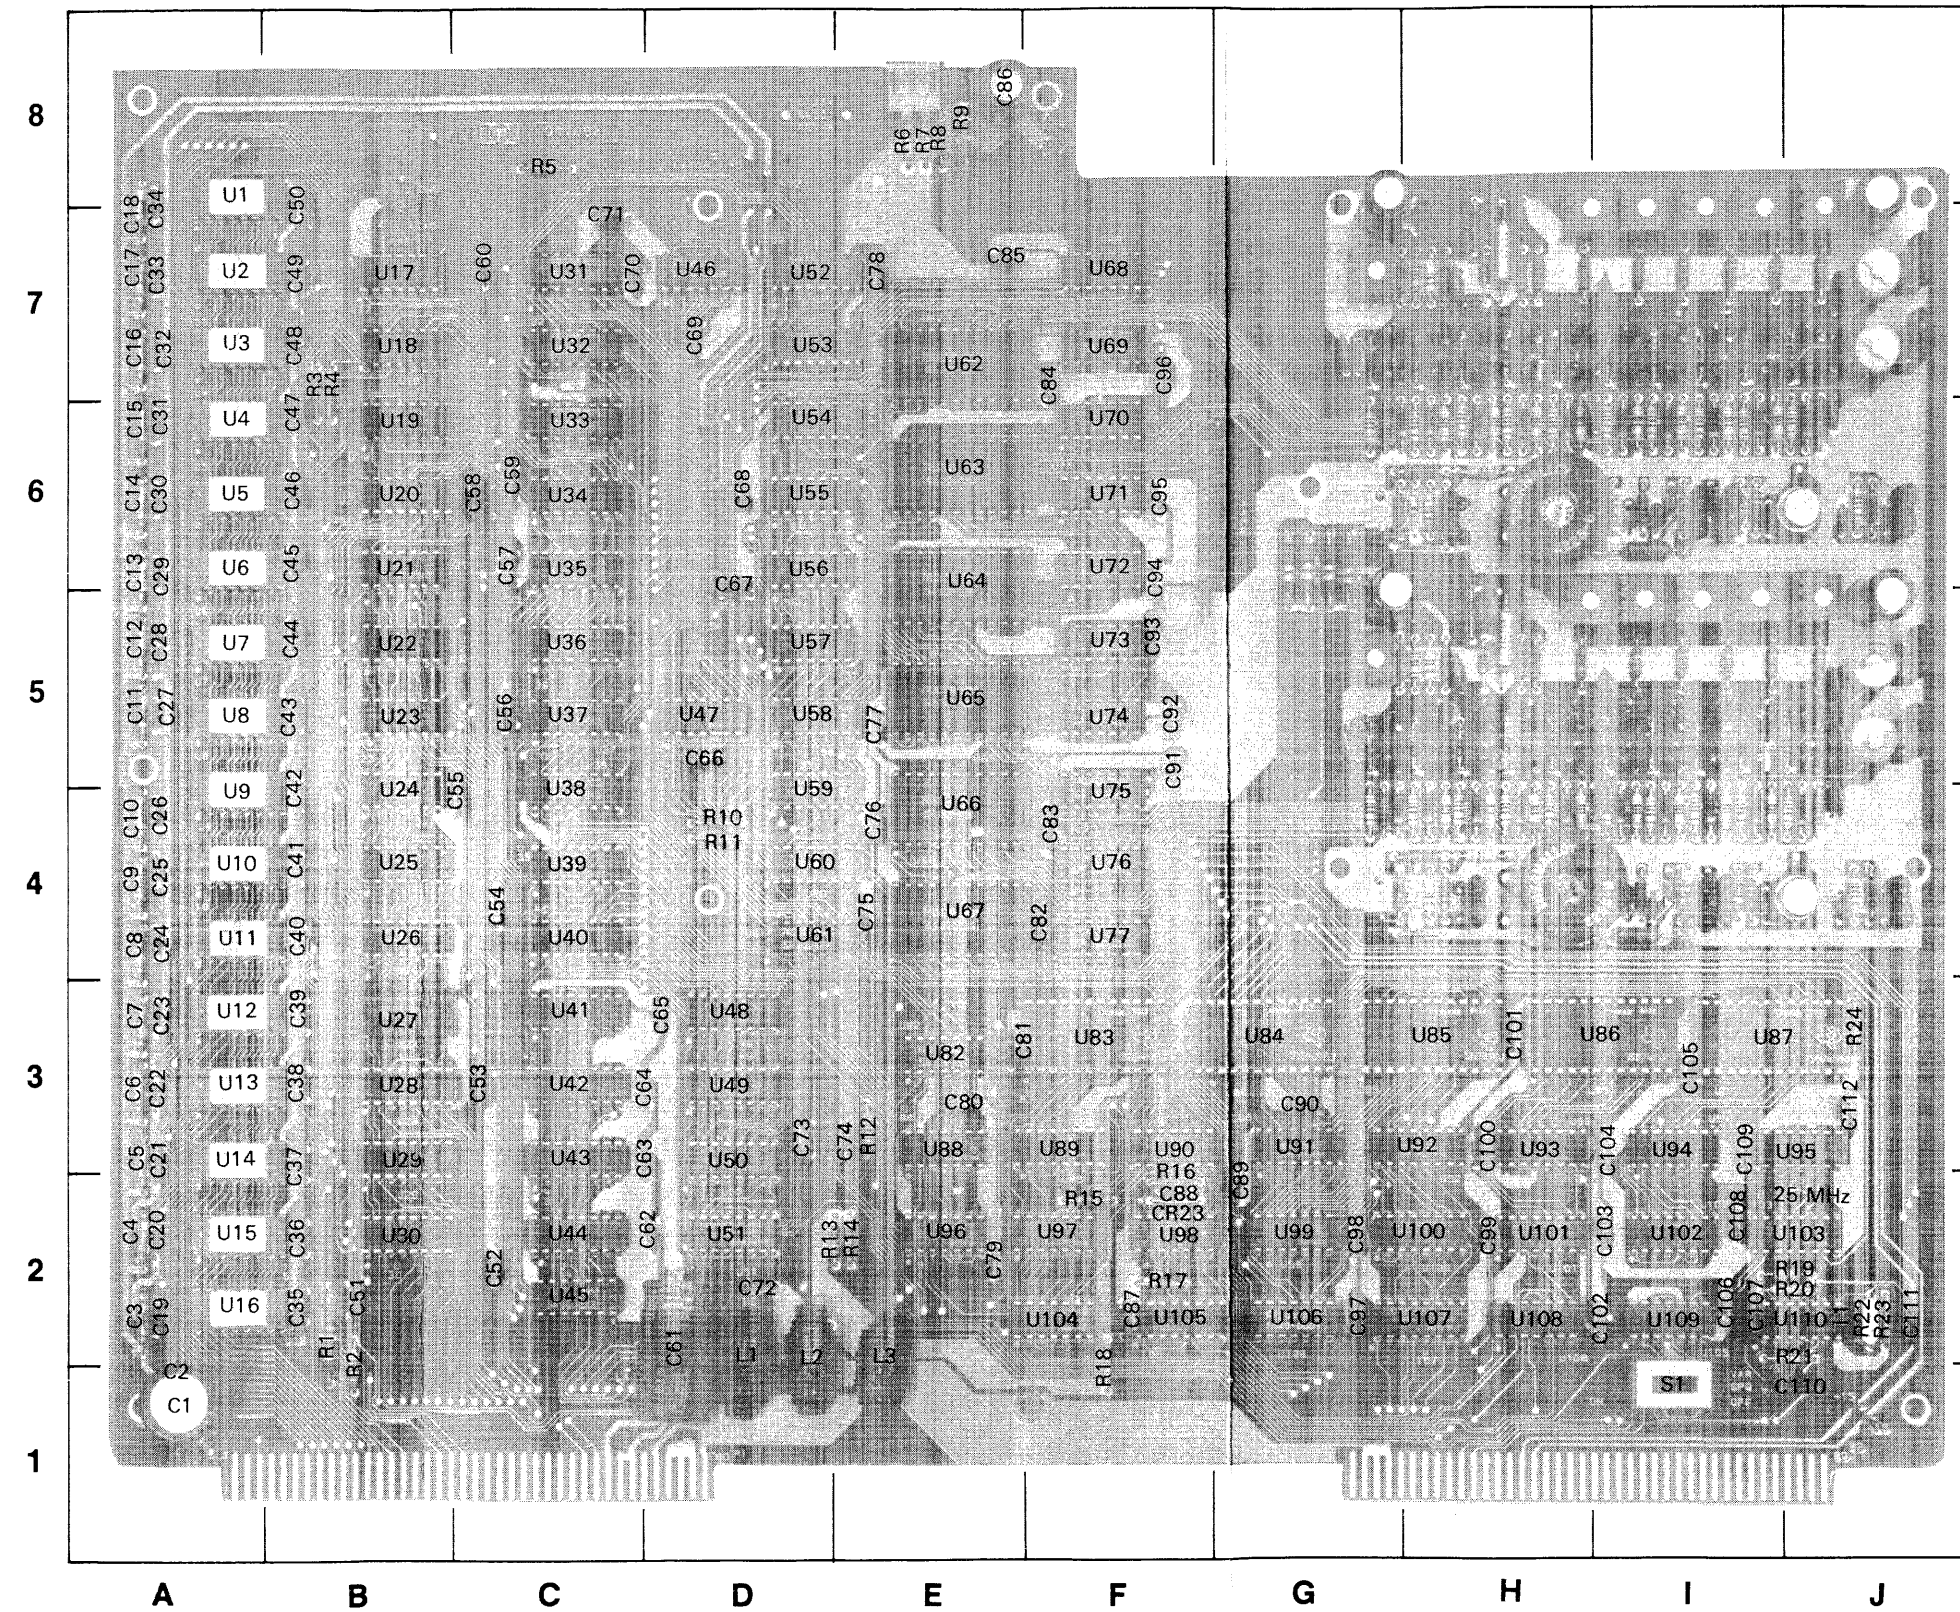 8
C86
R9
R6 R7 R8
R5
U1
C18 C34 C50
C71
C17 C33 U2 C49 U17 C60 U31 C70 U46 U52 C78 C85 U68
7
C16 C32 U3 C48 U18 U32 C69 U53 U62 U69
R3 R4 C84 C96
C15 C31 U4 C47 U19 U33 U54 U70
U63
6
C14 C30 U5 C46 U20 C58 C59 U34 C68 U55 U71 C95
C13 C29 U6 C45 U21 C57 U35 C67 U56 U64 U72 C94
C12 C28 U7 C44 U22 U36 U57 U73 C93
5
C11 C27 U8 C43 U23 C56 U37 U47 U58 C77 U65 U74 C92
C66 C91
U9 C42 U24 C55 U38 U59 U66 U75
C10 C26 R10 C76 C83
R11
C9 C25 U10 C41 U25 U39 U60 U76
4
C54 C75 U67 C82
C8 C24 U11 C40 U26 U40 U61 U77
C7 C23 U12 C39 U27 U41 C65 U48 C81 U83 U84 U85 C101 U86 U87 R24
U82 C105
3
C6 C22 U13 C38 U28 C53 U42 C64 U49 C80 C90 C112
C5 C21 U14 C37 U29 U43 C63 U50 C73 C74 R12 U88 U89 U90 U91 U92 C100 U93 C104 U94 C109 U95
R16 C89
R15 C88 25 MHz
CR23
C4 C20 U15 C36 U30 U44 C62 U51 R13 R14 U96 C79 U97 U98 U99 C98 U100 C99 U101 C103 U102 C108 U103
2
C52 C72 R17 R19
R20
C3 C19 U16 C35 C51 U45 U104 C87 U105 U106 C97 U107 U108 C102 U109 C106 C107 U110 R22 R23 C111
R1 R2 C61 L1 L2 L3 R18 R21
C2
C1 S1 C110
1
A B C D E F G H I J